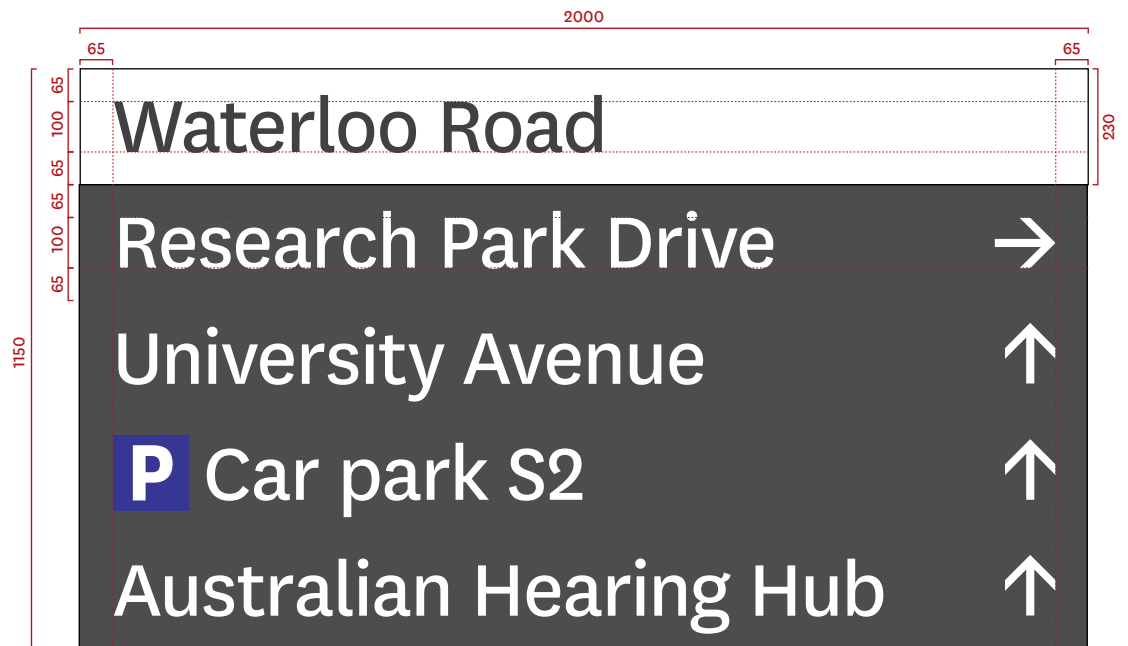 2000
65 65
65
Waterloo Road
100
230
65
65
Research Park Drive →
100
65
1150
University Avenue ↑
P Car park S2 ↑
Australian Hearing Hub ↑